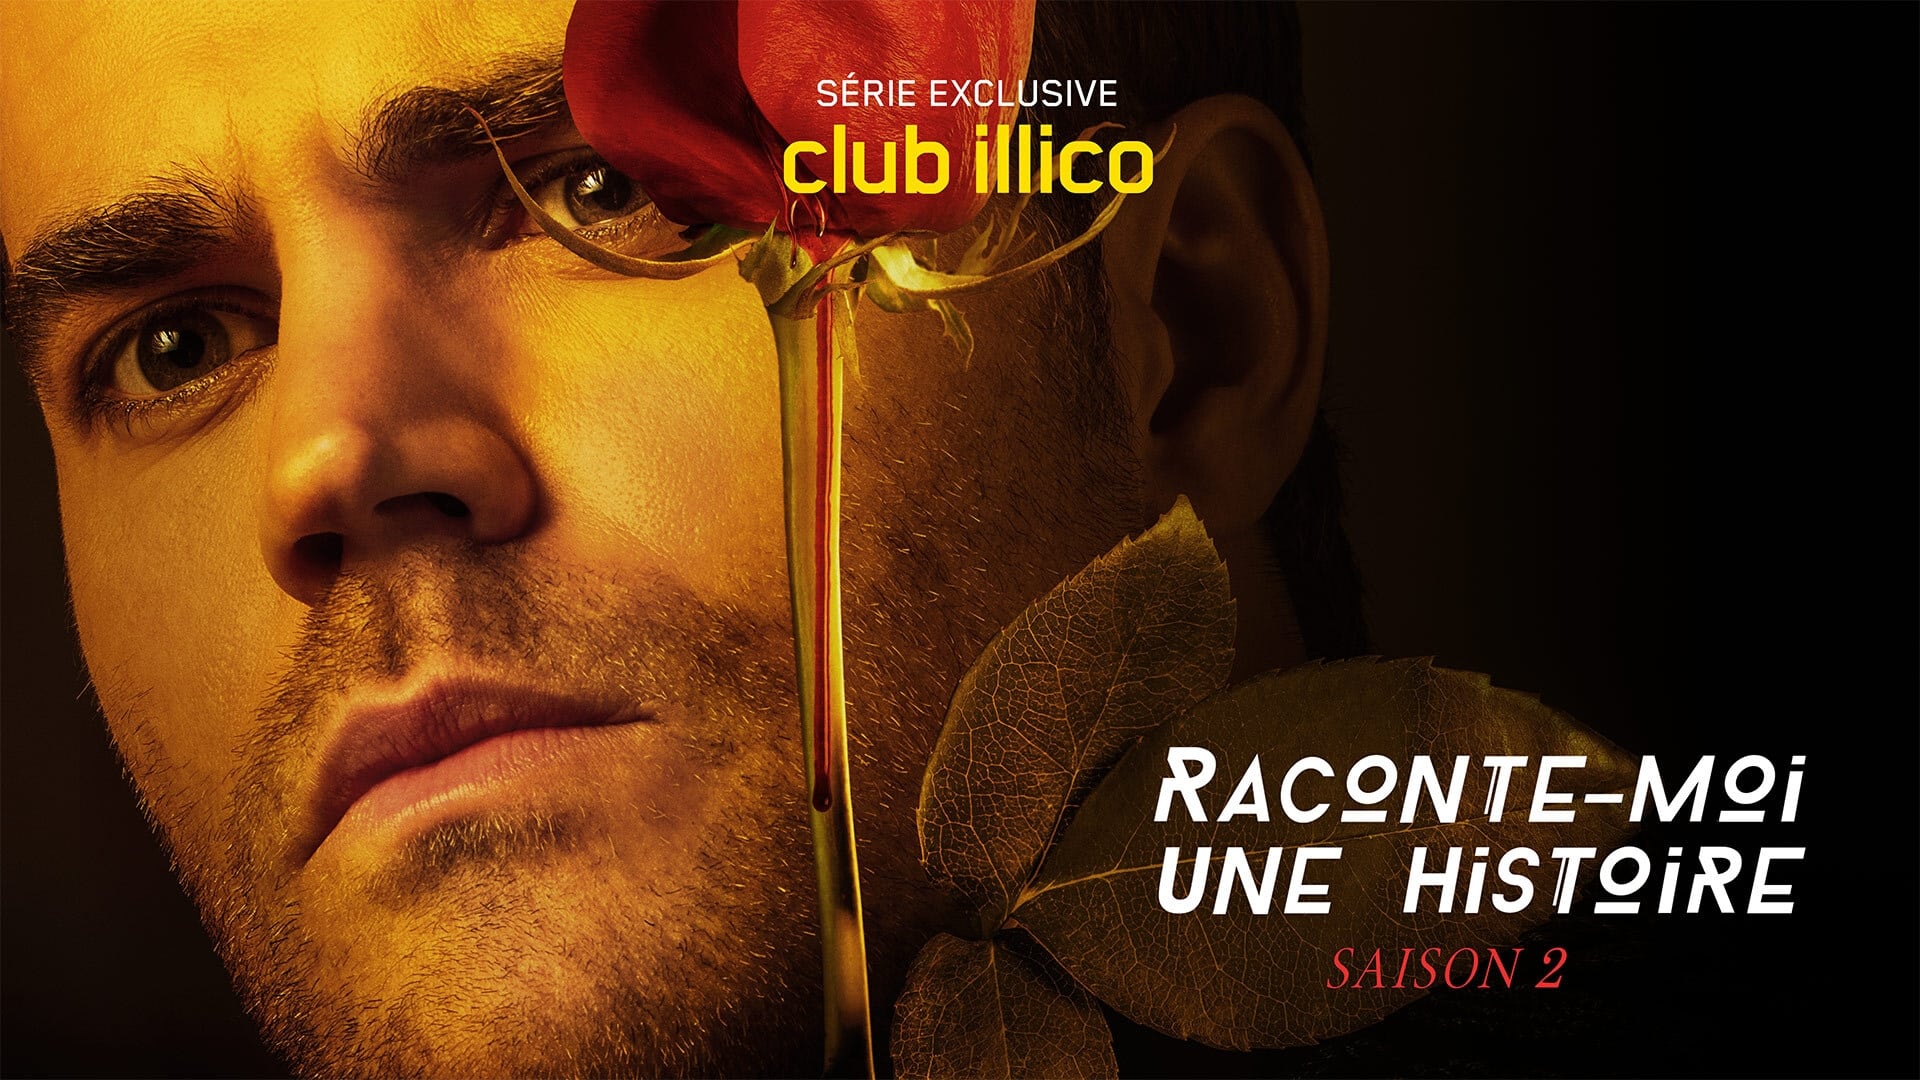 SÉRIE EXCLUSIVE
club illico
RACONTE-MOI
UNE HISTOIRE
SAISON 2